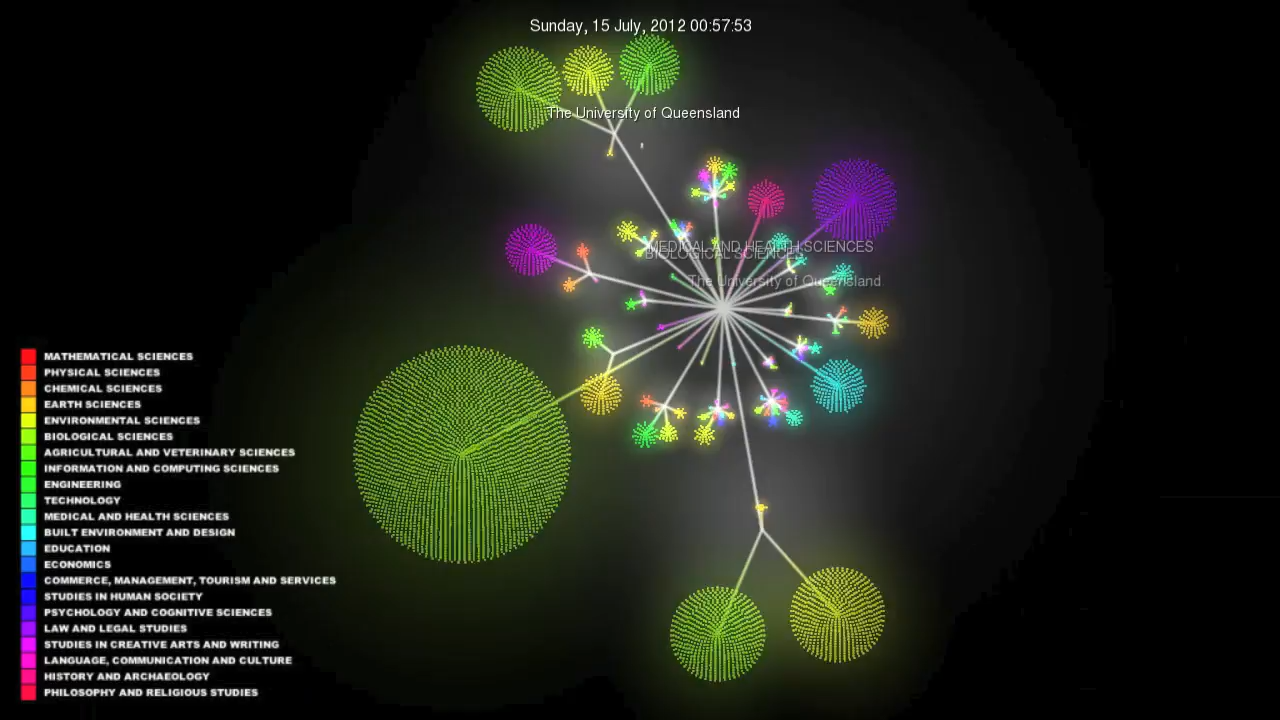 Sunday, 15 July, 2012 00:57:53
The University of Queensland
MEDICAL AND HEALTH SCIENCES
BIOLOGICAL SCIENCES
The University of Queensland
MATHEMATICAL SCIENCES
PHYSICAL SCIENCES
CHEMICAL SCIENCES
EARTH SCIENCES
ENVIRONMENTAL SCIENCES
BIOLOGICAL SCIENCES
AGRICULTURAL AND VETERINARY SCIENCES
INFORMATION AND COMPUTING SCIENCES
ENGINEERING
TECHNOLOGY
MEDICAL AND HEALTH SCIENCES
BUILT ENVIRONMENT AND DESIGN
EDUCATION
ECONOMICS
COMMERCE, MANAGEMENT, TOURISM AND SERVICES
STUDIES IN HUMAN SOCIETY
PSYCHOLOGY AND COGNITIVE SCIENCES
LAW AND LEGAL STUDIES
STUDIES IN CREATIVE ARTS AND WRITING
LANGUAGE, COMMUNICATION AND CULTURE
HISTORY AND ARCHAEOLOGY
PHILOSOPHY AND RELIGIOUS STUDIES